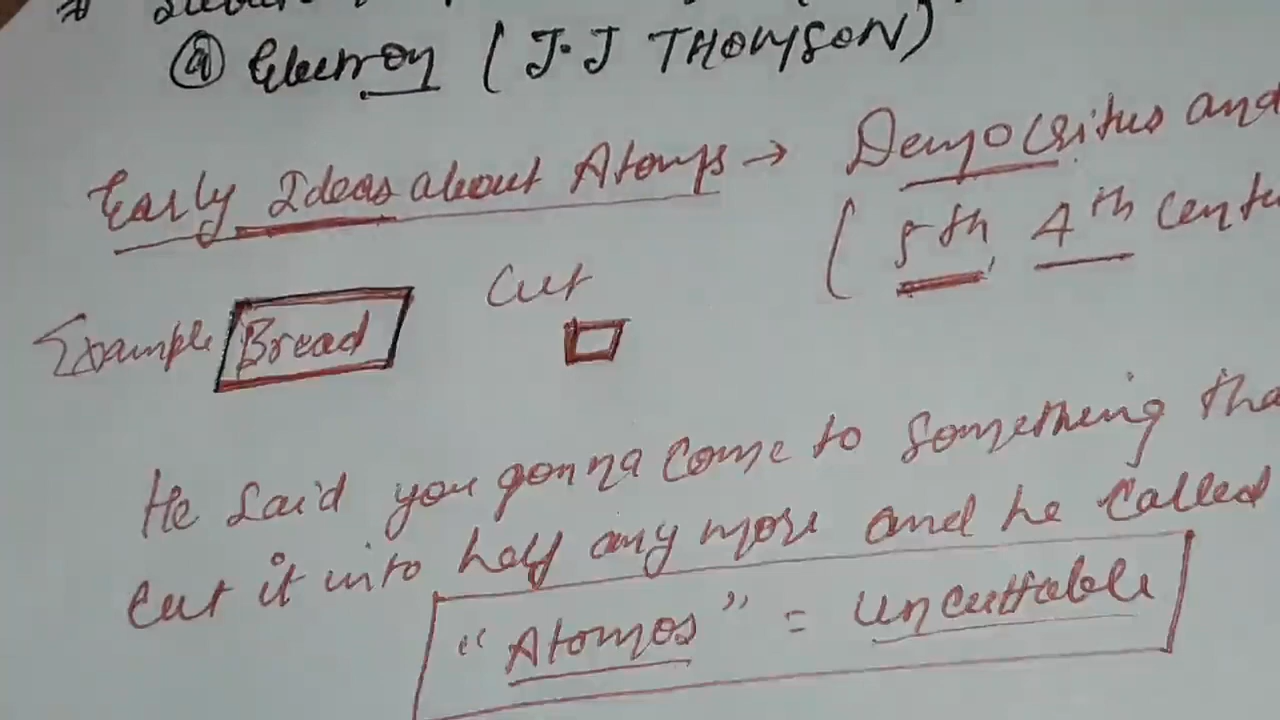 @ Electron (J.J THOMSON)
Early Ideas about Atoms → Democritus and
( 5th, 4th centu
Example Bread Cut
He said you gonna come to something tha
cut it into half any more and he called
"Atomos" = uncuttable